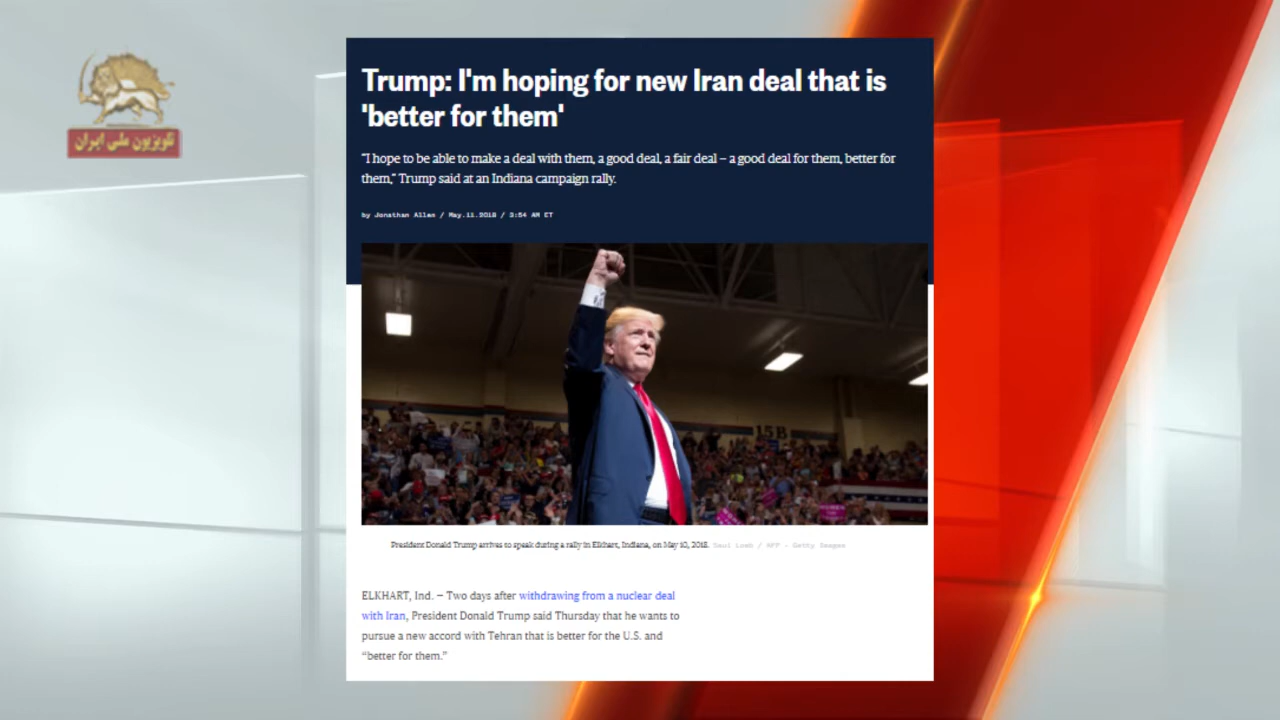 تلویزیون ملی ایران
Trump: I'm hoping for new Iran deal that is
'better for them'
"I hope to be able to make a deal with them, a good deal, a fair deal – a good deal for them, better for
them," Trump said at an Indiana campaign rally.
by Jonathan Allen / May.11.2018 / 3:54 AM ET
15B
President Donald Trump arrives to speak during a rally in Elkhart, Indiana, on May 10, 2018. Saul Loeb / AFP - Getty Images
ELKHART, Ind. — Two days after withdrawing from a nuclear deal
with Iran, President Donald Trump said Thursday that he wants to
pursue a new accord with Tehran that is better for the U.S. and
“better for them.”